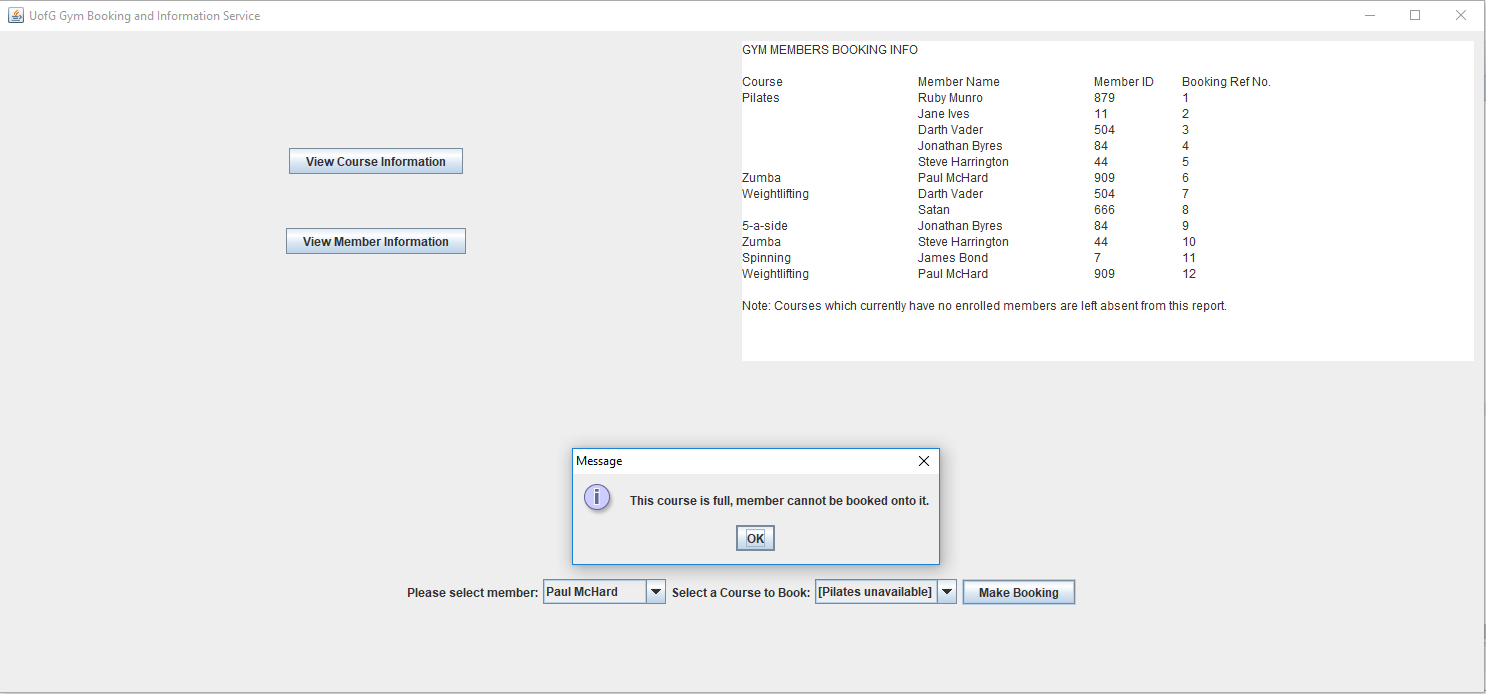 UofG Gym Booking and Information Service
View Course Information
View Member Information
GYM MEMBERS BOOKING INFO
Course Member Name Member ID Booking Ref No.
Pilates Ruby Munro 879 1
Jane Ives 11 2
Darth Vader 504 3
Jonathan Byres 84 4
Steve Harrington 44 5
Zumba Paul McHard 909 6
Weightlifting Darth Vader 504 7
Satan 666 8
5-a-side Jonathan Byres 84 9
Zumba Steve Harrington 44 10
Spinning James Bond 7 11
Weightlifting Paul McHard 909 12
Note: Courses which currently have no enrolled members are left absent from this report.
Message
This course is full, member cannot be booked onto it.
OK
Please select member: Paul McHard Select a Course to Book: [Pilates unavailable] Make Booking